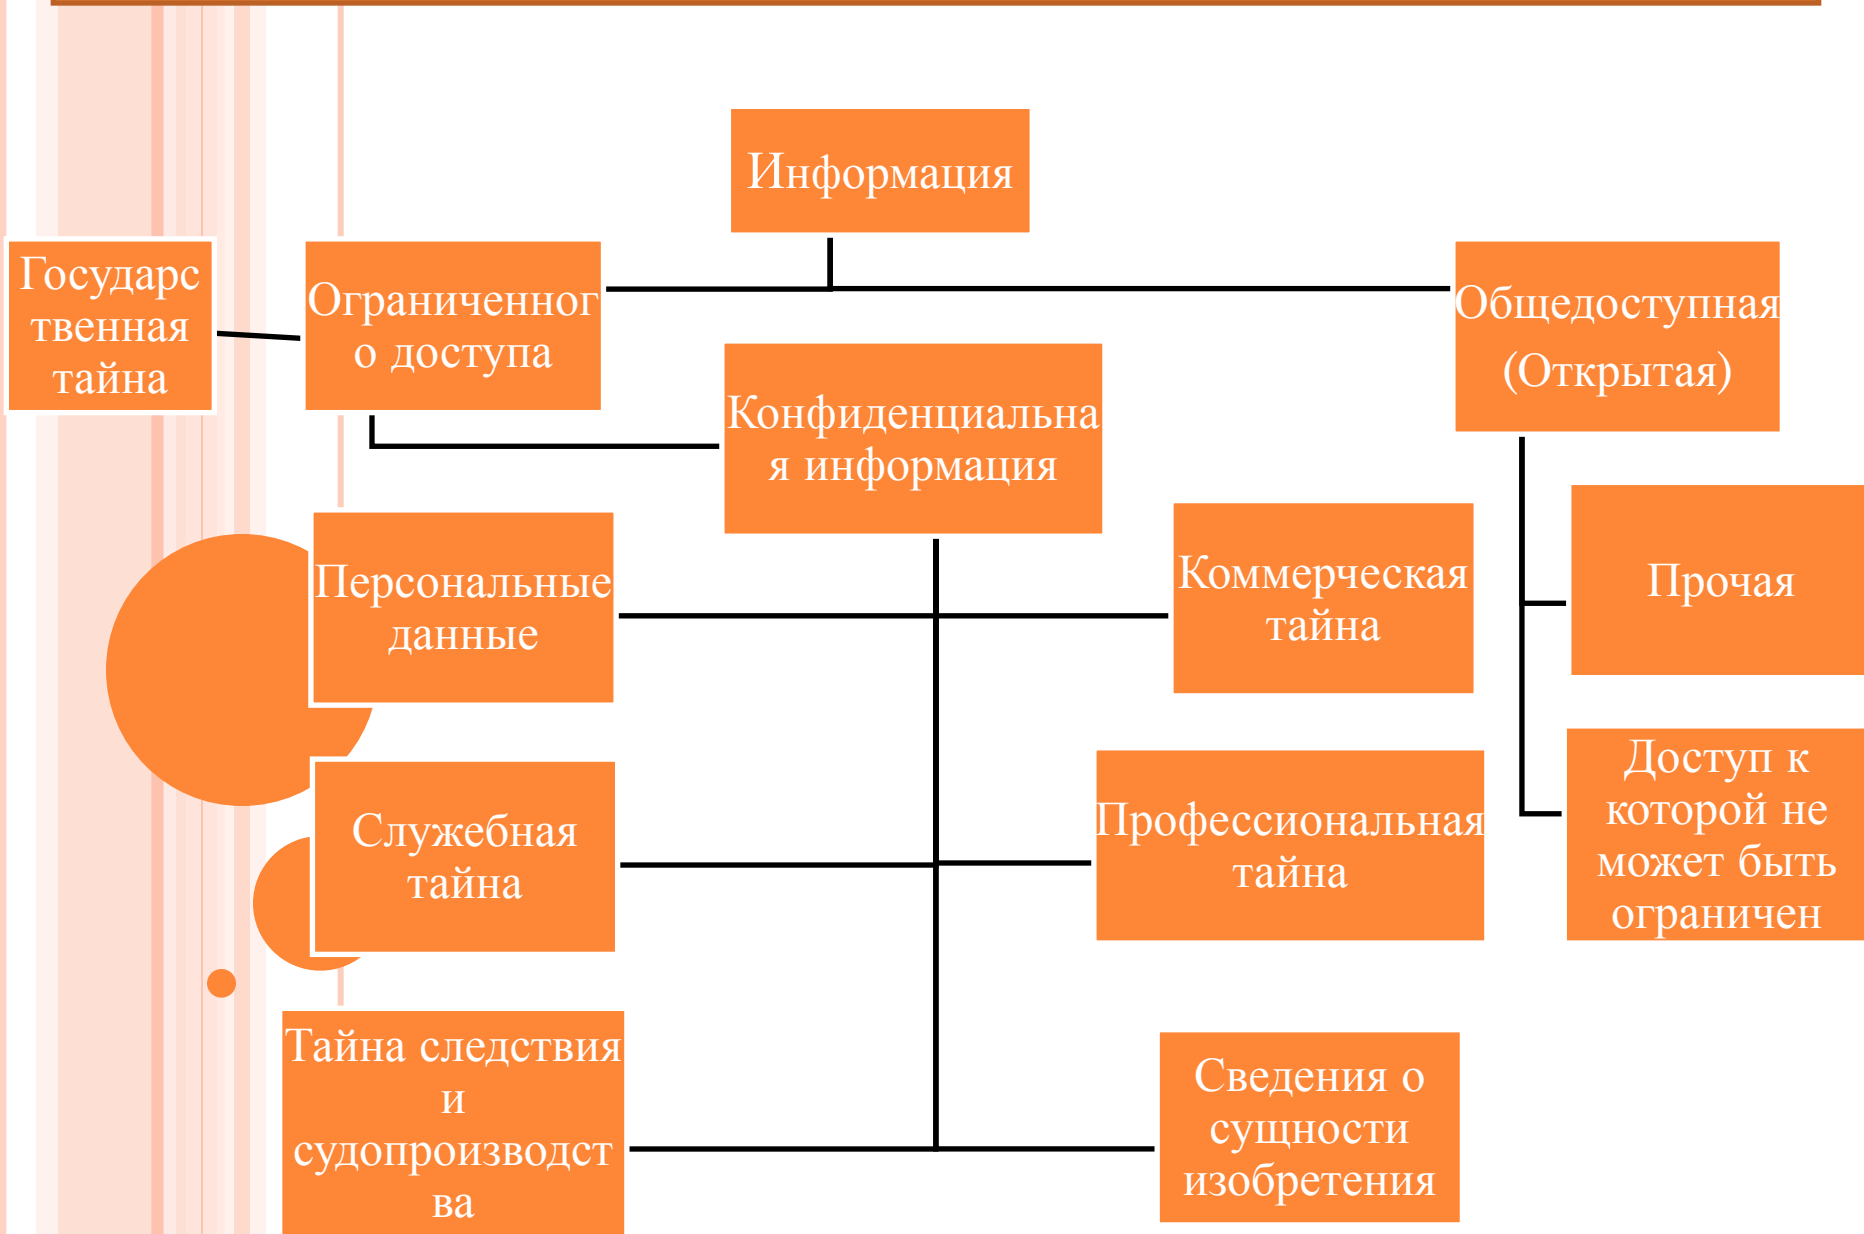 Информация
Государс
твенная
тайна
Ограниченног
о доступа
Общедоступная
(Открытая)
Конфиденциальна
я информация
Персональные
данные
Коммерческая
тайна
Прочая
Служебная
тайна
Профессиональная
тайна
Доступ к
которой не
может быть
ограничен
Тайна следствия
и
судопроизводст
ва
Сведения о
сущности
изобретения